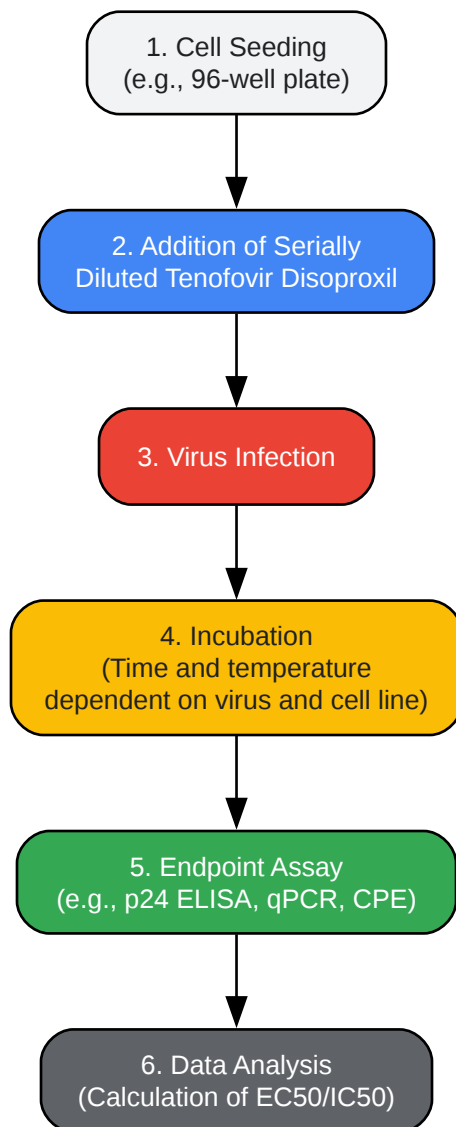 1. Cell Seeding
(e.g., 96-well plate)
2. Addition of Serially
Diluted Tenofovir Disoproxil
3. Virus Infection
4. Incubation
(Time and temperature
dependent on virus and cell line)
5. Endpoint Assay
(e.g., p24 ELISA, qPCR, CPE)
6. Data Analysis
(Calculation of EC50/IC50)